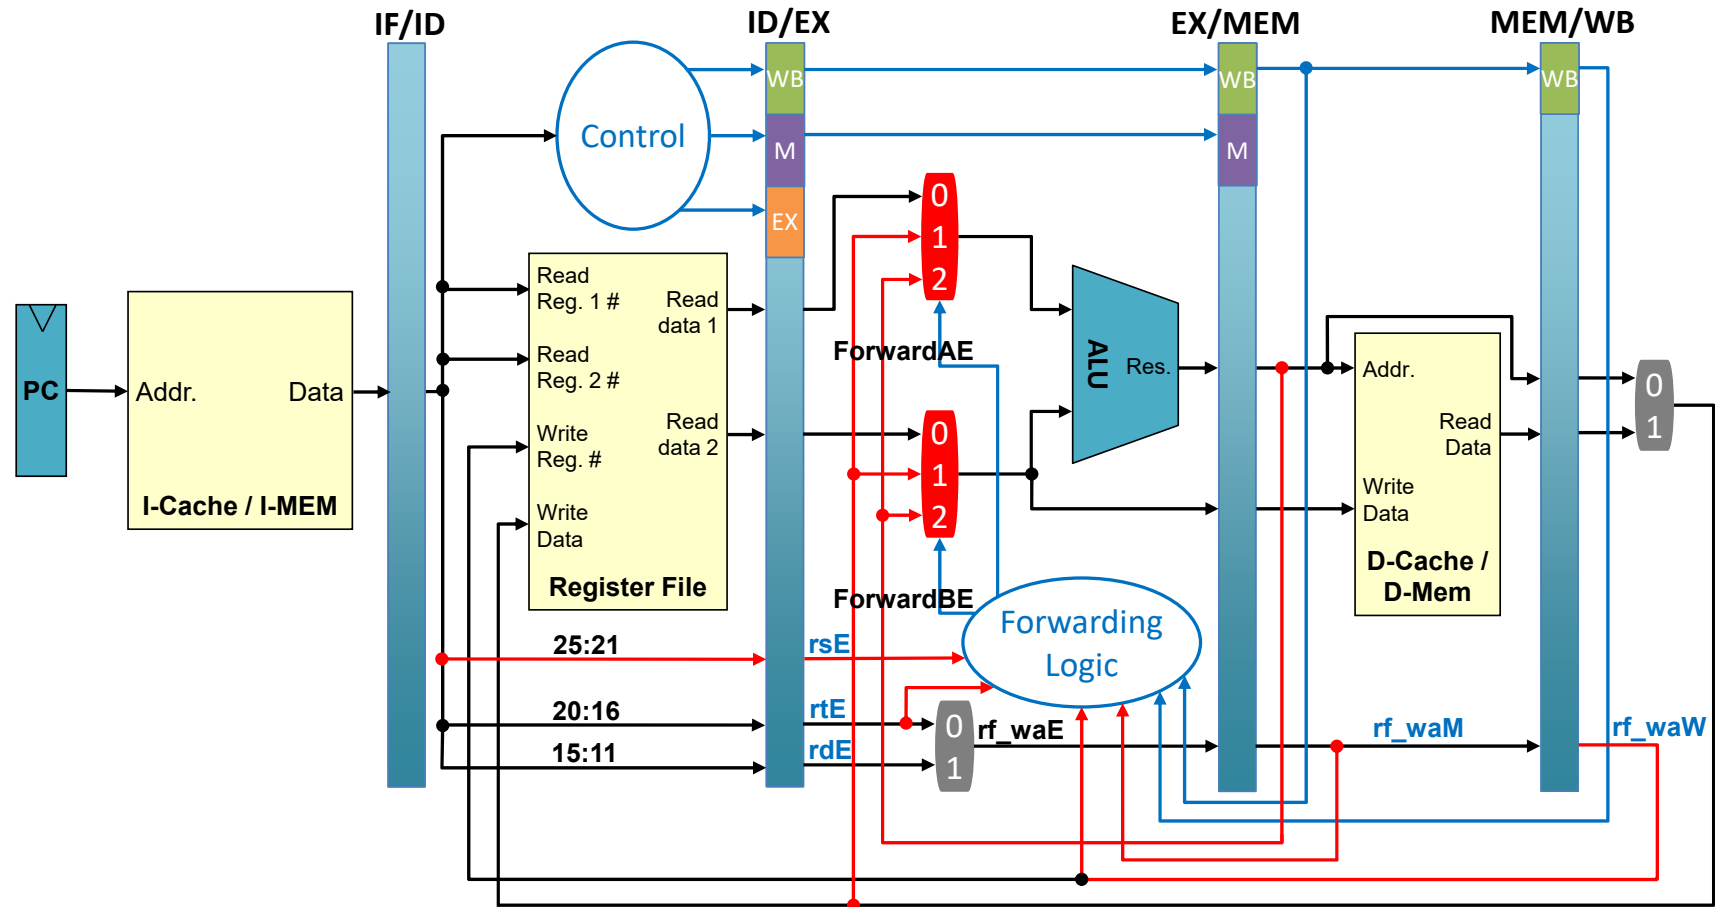 IF/ID
ID/EX
EX/MEM
MEM/WB
WB
WB
WB
Control
M
M
EX
0
1
2
Read
Reg. 1 #
Read
data 1
Read
Reg. 2 #
ForwardAE
ALU
Res.
Addr.
PC
Addr.
Data
0
1
Write
Reg. #
Read
data 2
0
1
2
Read
Data
Write
Data
Write
Data
I-Cache / I-MEM
Register File
D-Cache /
D-Mem
ForwardBE
Forwarding
Logic
25:21
rsE
20:16
rtE
0
1
rf_waE
rf_waM
rf_waW
15:11
rdE